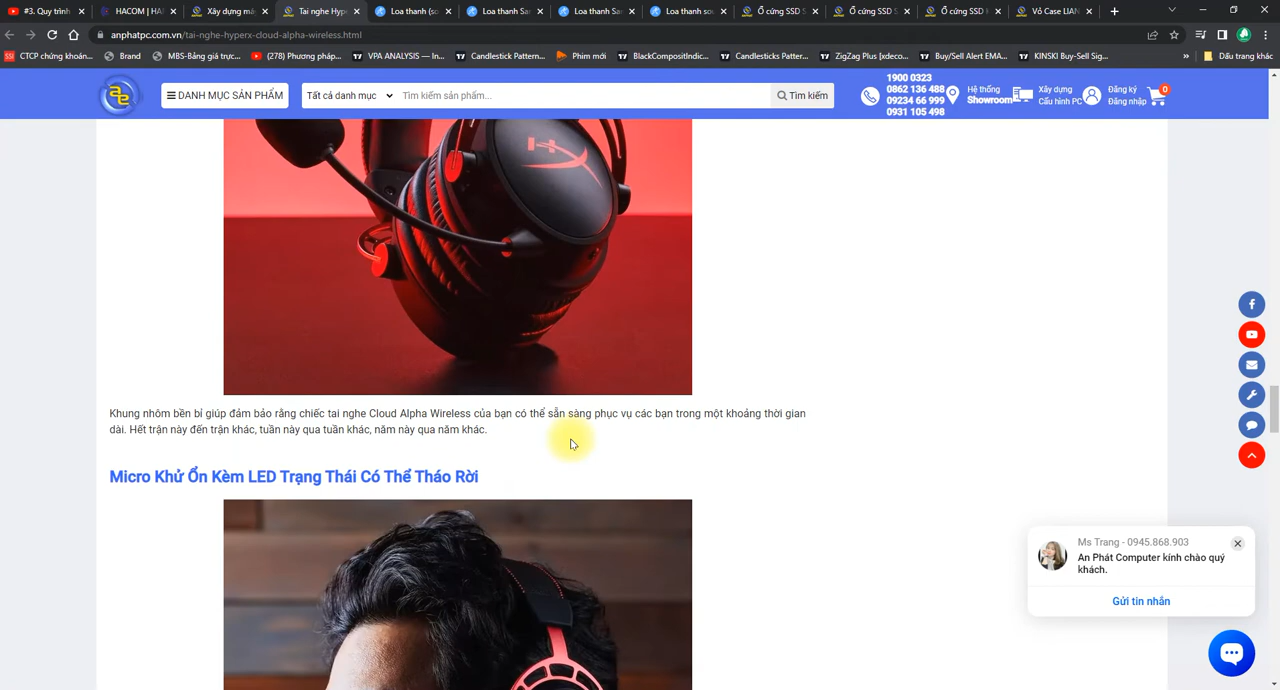 #3. Quy trình
HACOM | HA
Xây dựng má
Tai nghe Hype
Loa thanh (so
Loa thanh Sa
Loa thanh San
Loa thanh so
Ổ cứng SSD S
Ổ cứng SSD S
Ổ cứng SSD
Vỏ Case LIAN
anphatpc.com.vn/tai-nghe-hyperx-cloud-alpha-wireless.html
CTCP chứng khoán...
Brand
MBS-Bảng giá trực...
(278) Phương pháp...
VPA ANALYSIS — In...
Candlestick Pattern...
Phim mới
BlackCompositIndic...
Candlesticks Patter...
ZigZag Plus [xdeco...
Buy/Sell Alert EMA...
KINSKI Buy-Sell Sig...
»
Dấu trang khác
DANH MỤC SẢN PHẨM
Tất cả danh mục
Tìm kiếm sản phẩm...
Tìm kiếm
1900 0323
0862 136 488
09234 66 999
0931 105 498
Hệ thống
Showroom
Xây dựng
Cấu hình PC
Đăng ký
Đăng nhập
0
Khung nhôm bền bỉ giúp đảm bảo rằng chiếc tai nghe Cloud Alpha Wireless của bạn có thể sẵn sàng phục vụ các bạn trong một khoảng thời gian
dài. Hết trận này đến trận khác, tuần này qua tuần khác, năm này qua năm khác.
Micro Khử Ổn Kèm LED Trạng Thái Có Thể Tháo Rời
Ms Trang - 0945.868.903
An Phát Computer kính chào quý
khách.
Gửi tin nhắn